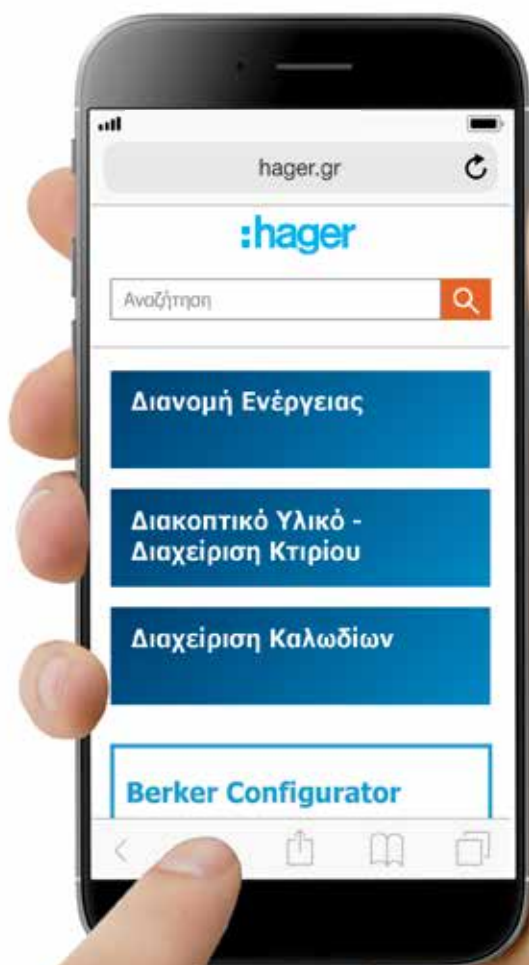 hager.gr
:hager
Αναζήτηση
Διανομή Ενέργειας
Διακοπτικό Υλικό -
Διαχείριση Κτιρίου
Διαχείριση Καλωδίων
Berker Configurator